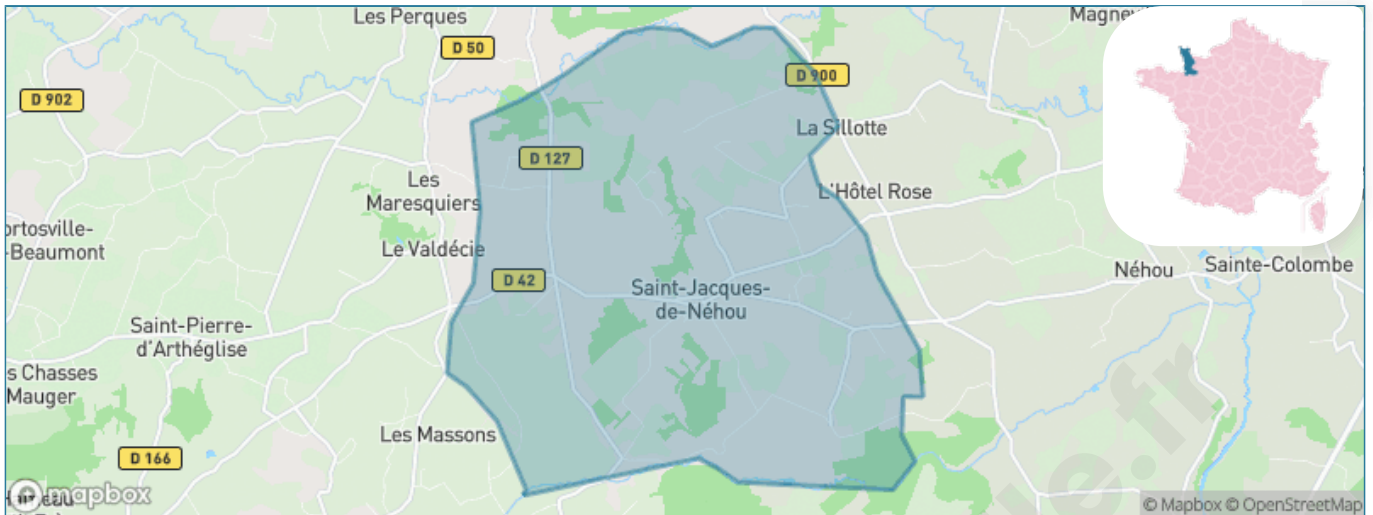 Les Perques
D 50
D 902
D 900
La Sillotte
D 127
Les
Maresquiers
L'Hôtel Rose
ortosville-
-Beaumont
Le Valdécie
D 42
Saint-Jacques-
de-Néhou
Néhou
Sainte-Colombe
Saint-Pierre-
d'Arthéglise
s Chasses
Mauger
Les Massons
D 166
mapbox
© Mapbox © OpenStreetMap